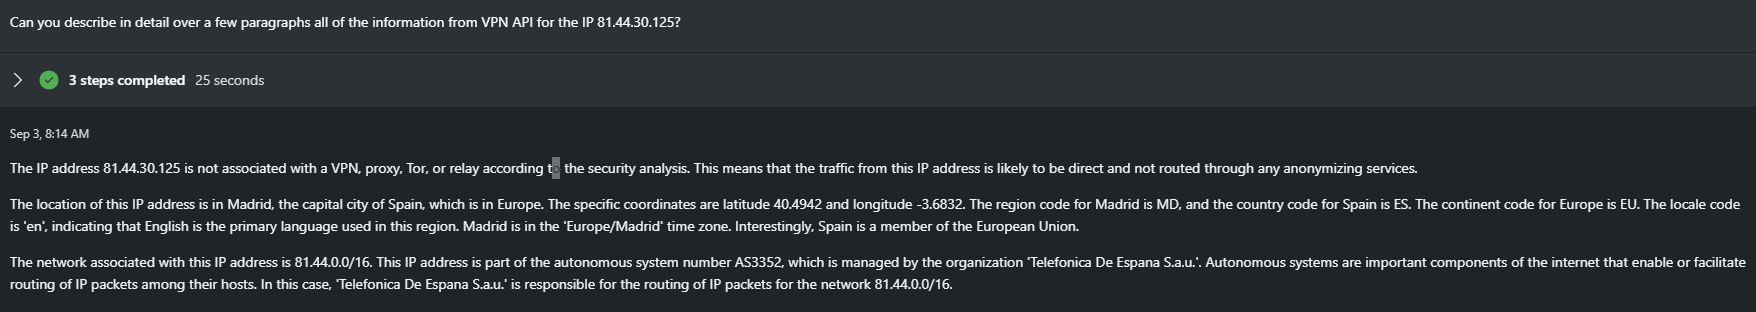 Can you describe in detail over a few paragraphs all of the information from VPN API for the IP 81.44.30.125?
3 steps completed 25 seconds
Sep 3, 8:14 AM
The IP address 81.44.30.125 is not associated with a VPN, proxy, Tor, or relay according to the security analysis. This means that the traffic from this IP address is likely to be direct and not routed through any anonymizing services.
The location of this IP address is in Madrid, the capital city of Spain, which is in Europe. The specific coordinates are latitude 40.4942 and longitude -3.6832. The region code for Madrid is MD, and the country code for Spain is ES. The continent code for Europe is EU. The locale code
is 'en', indicating that English is the primary language used in this region. Madrid is in the 'Europe/Madrid' time zone. Interestingly, Spain is a member of the European Union.
The network associated with this IP address is 81.44.0.0/16. This IP address is part of the autonomous system number AS3352, which is managed by the organization 'Telefonica De Espana S.a.u.'. Autonomous systems are important components of the internet that enable or facilitate
routing of IP packets among their hosts. In this case, 'Telefonica De Espana S.a.u.' is responsible for the routing of IP packets for the network 81.44.0.0/16.